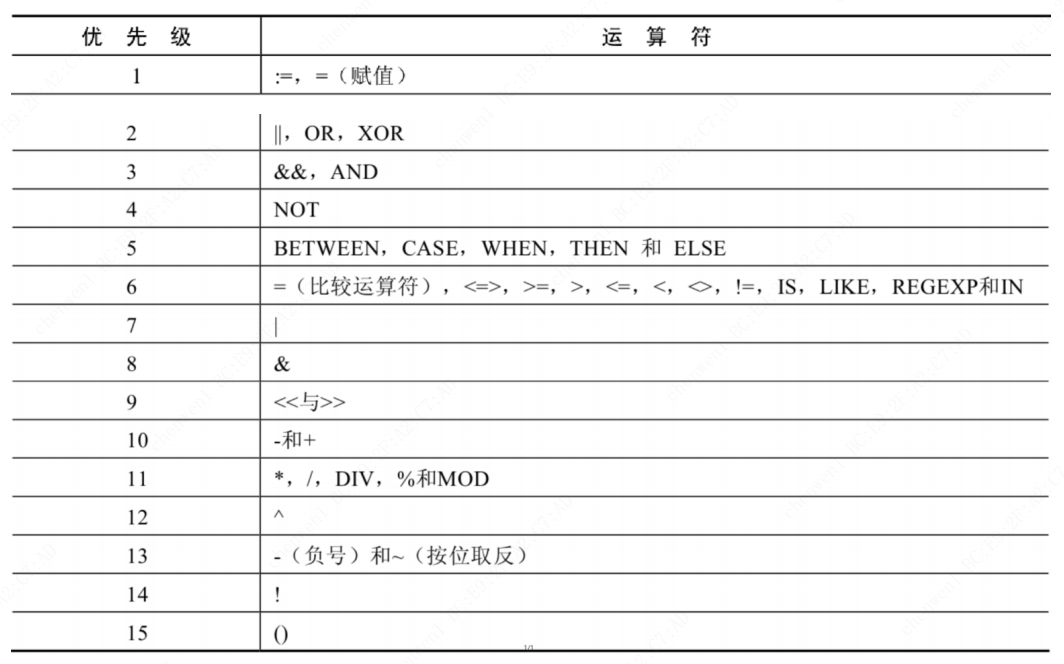 优 先 级 运 算 符
1 :=，=（赋值）
2 ||，OR，XOR
3 &&，AND
4 NOT
5 BETWEEN，CASE，WHEN，THEN 和 ELSE
6 =（比较运算符），<=>，>=，>，<=，<，<>，!=，IS，LIKE，REGEXP和IN
7 |
8 &
9 <<与>>
10 -和+
11 *，/，DIV，%和MOD
12 ^
13 -（负号）和~（按位取反）
14 !
15 ()
1/1